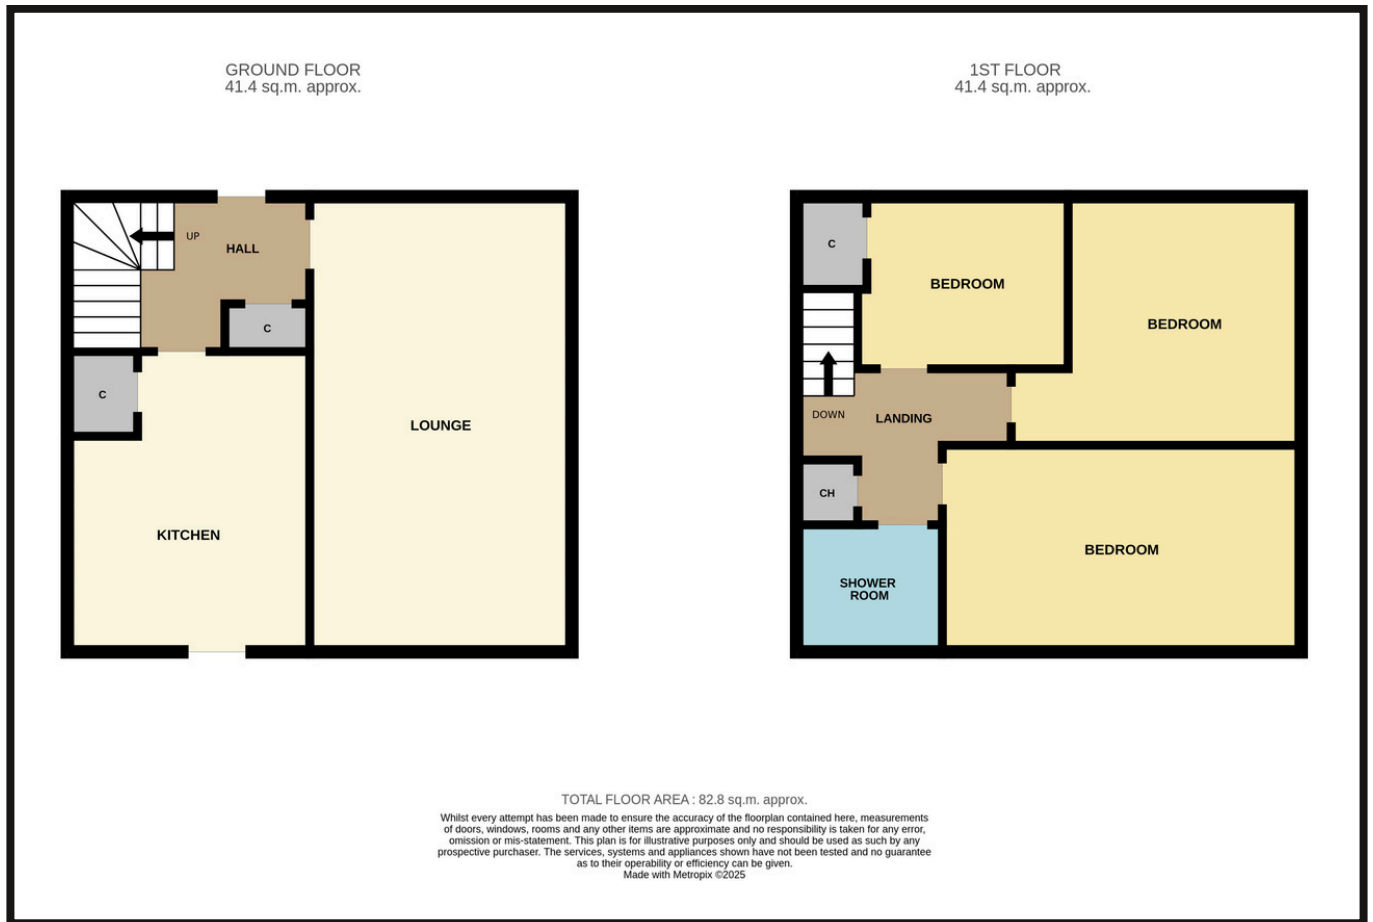 GROUND FLOOR
41.4 sq.m. approx.
1ST FLOOR
41.4 sq.m. approx.
UP
HALL
C
C
LOUNGE
KITCHEN
C
BEDROOM
BEDROOM
DOWN
LANDING
CH
BEDROOM
SHOWER
ROOM
TOTAL FLOOR AREA : 82.8 sq.m. approx.
Whilst every attempt has been made to ensure the accuracy of the floorplan contained here, measurements
of doors, windows, rooms and any other items are approximate and no responsibility is taken for any error,
omission or mis-statement. This plan is for illustrative purposes only and should be used as such by any
prospective purchaser. The services, systems and appliances shown have not been tested and no guarantee
as to their operability or efficiency can be given.
Made with Metropix ©2025